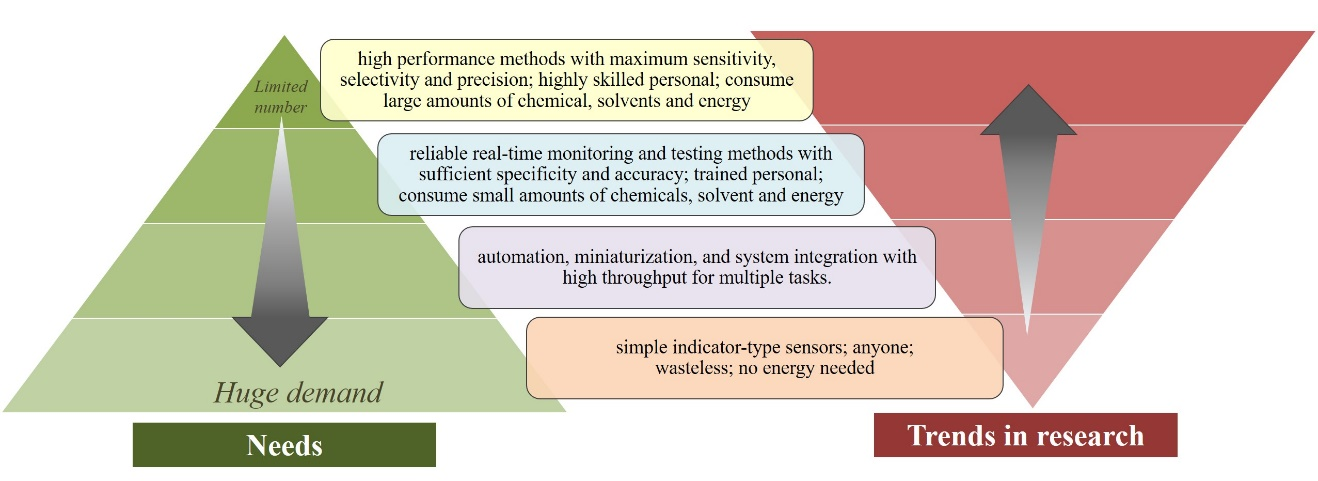 Limited
number
high performance methods with maximum sensitivity,
selectivity and precision; highly skilled personal; consume
large amounts of chemical, solvents and energy
reliable real-time monitoring and testing methods with
sufficient specificity and accuracy; trained personal;
consume small amounts of chemicals, solvent and energy
automation, miniaturization, and system integration with
high throughput for multiple tasks.
simple indicator-type sensors; anyone;
wasteless; no energy needed
Huge demand
Needs
Trends in research